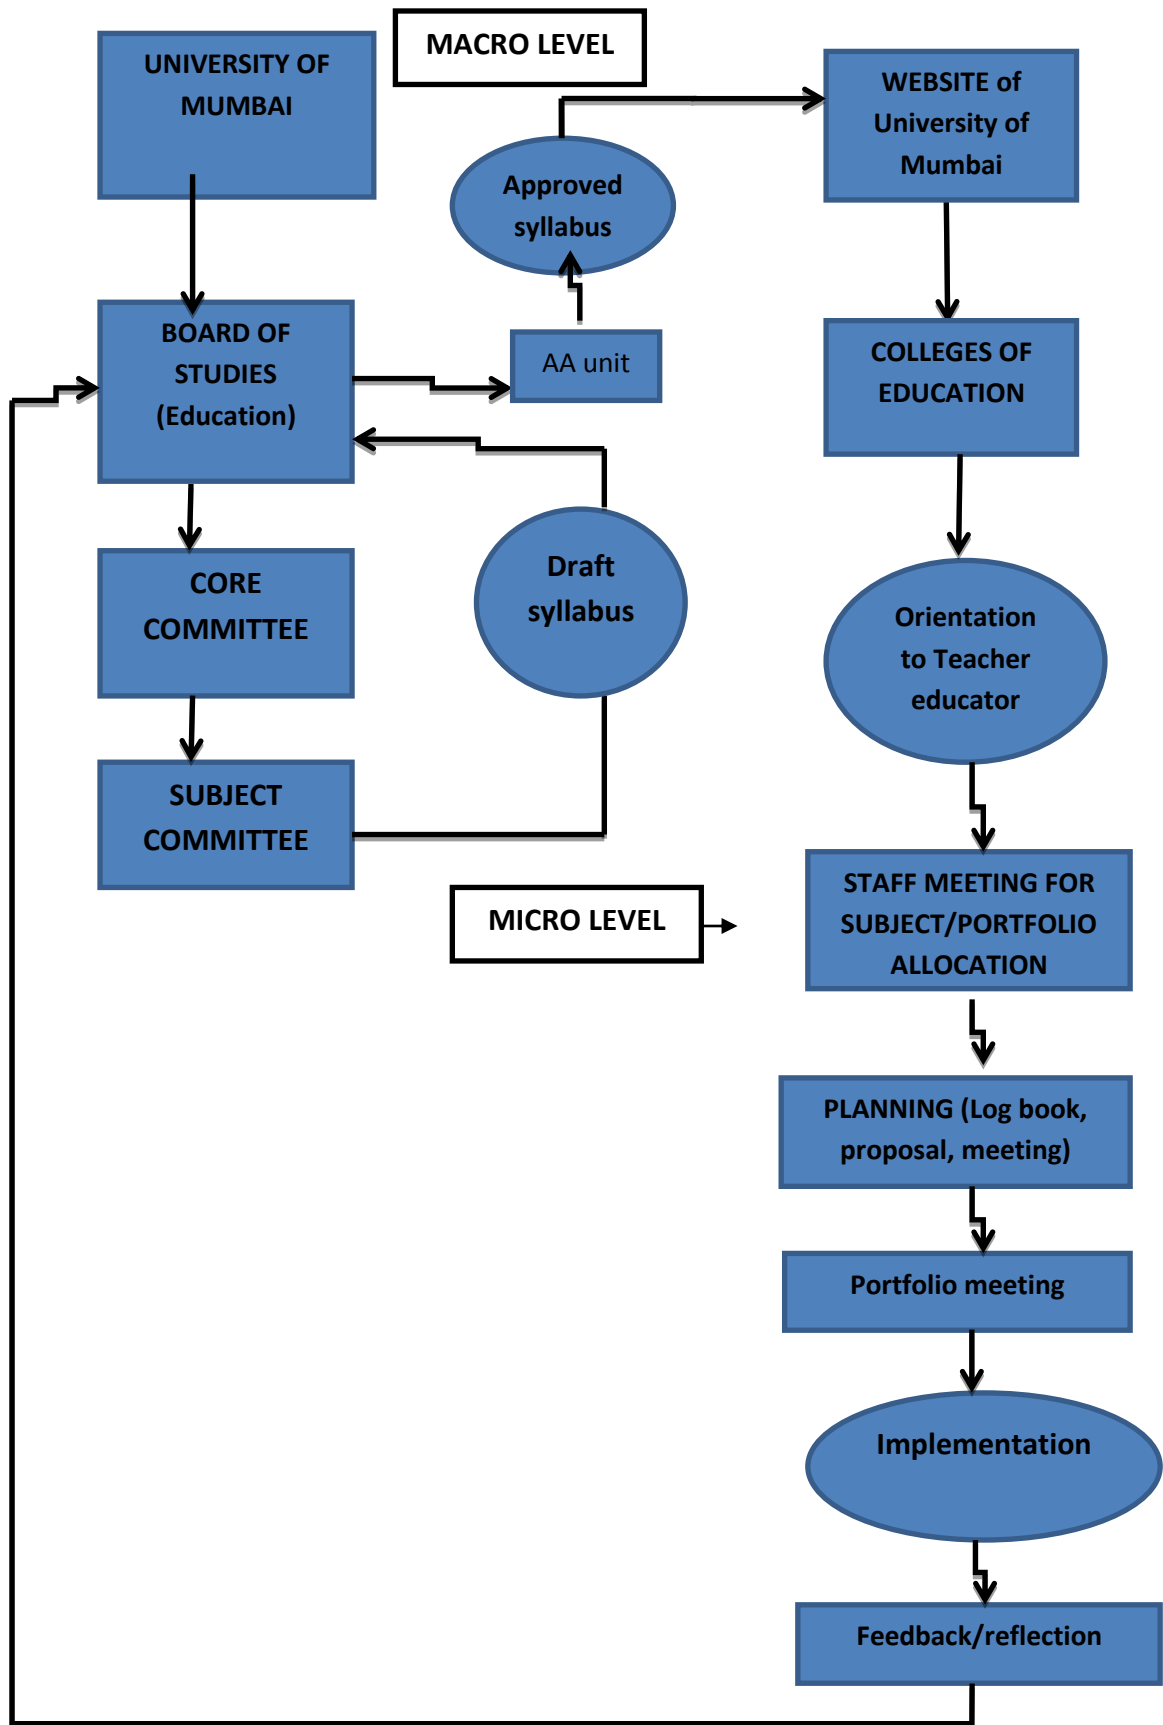 MACRO LEVEL
UNIVERSITY OF
MUMBAI
WEBSITE of
University of
Mumbai
Approved
syllabus
BOARD OF
STUDIES
(Education)
AA unit
COLLEGES OF
EDUCATION
CORE
COMMITTEE
Draft
syllabus
Orientation
to Teacher
educator
SUBJECT
COMMITTEE
MICRO LEVEL
STAFF MEETING FOR
SUBJECT/PORTFOLIO
ALLOCATION
PLANNING (Log book,
proposal, meeting)
Portfolio meeting
Implementation
Feedback/reflection